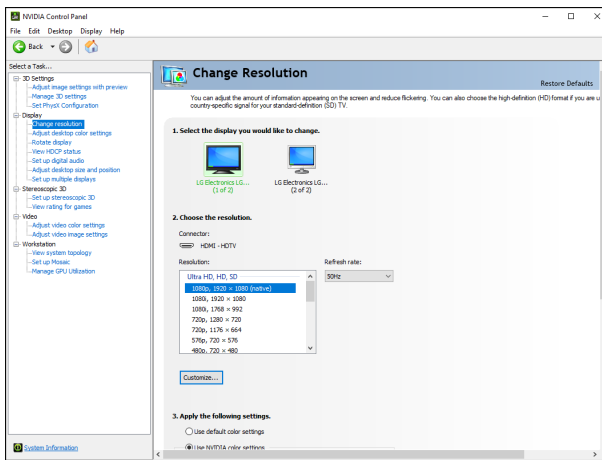 NVIDIA Control Panel
File Edit Desktop Display Help
Back
Select a Task...
3D Settings
Adjust image settings with preview
Manage 3D settings
Set PhysX Configuration
Display
Change resolution
Adjust desktop color settings
Rotate display
View HDCP status
Set up digital audio
Adjust desktop size and position
Set up multiple displays
Stereoscopic 3D
Set up stereoscopic 3D
View rating for games
Video
Adjust video color settings
Adjust video image settings
Workstation
View system topology
Set up Mosaic
Manage GPU Utilization
System Information
Change Resolution
Restore Defaults
You can adjust the amount of information appearing on the screen and reduce flickering. You can also choose the high-definition (HD) format if you are u
country-specific signal for your standard-definition (SD) TV.
1. Select the display you would like to change.
LG Electronics LG...
(1 of 2)
LG Electronics LG...
(2 of 2)
2. Choose the resolution.
Connector:
HDMI - HDTV
Resolution:
Refresh rate:
Ultra HD, HD, SD
50Hz
1080p, 1920 × 1080 (native)
1080i, 1920 × 1080
1080i, 1768 × 992
720p, 1280 × 720
720p, 1176 × 664
576p, 720 × 576
480p, 720 × 480
Customize...
3. Apply the following settings.
Use default color settings
Use NVIDIA color settings